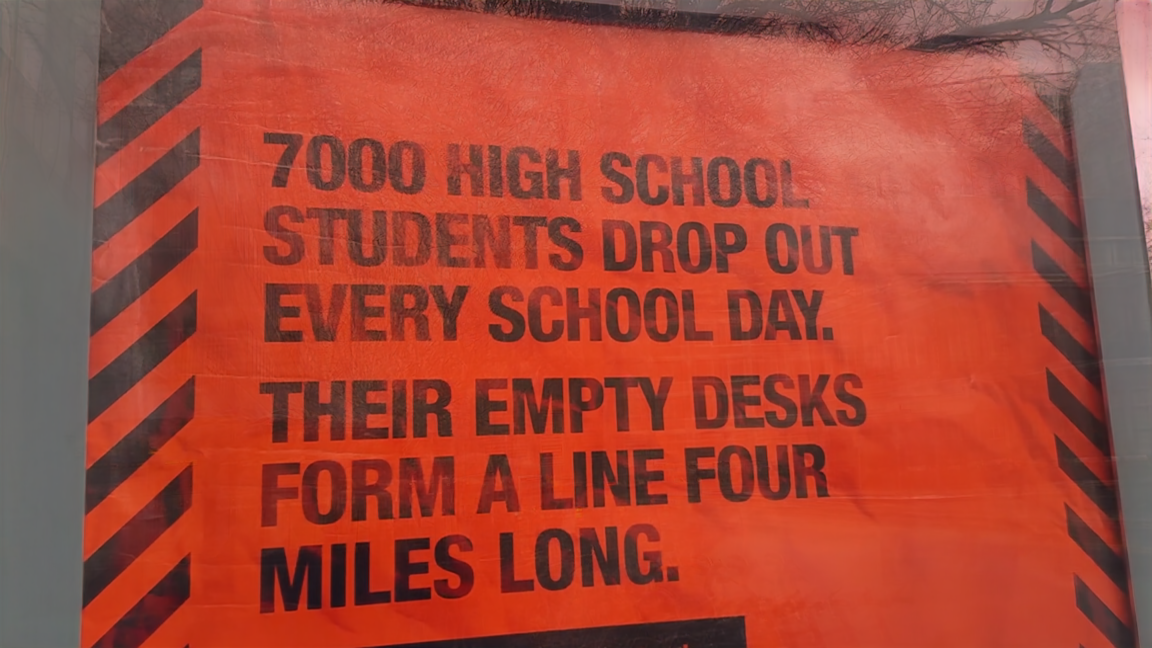 7000 HIGH SCHOOL
STUDENTS DROP OUT
EVERY SCHOOL DAY.
THEIR EMPTY DESKS
FORM A LINE FOUR
MILES LONG.